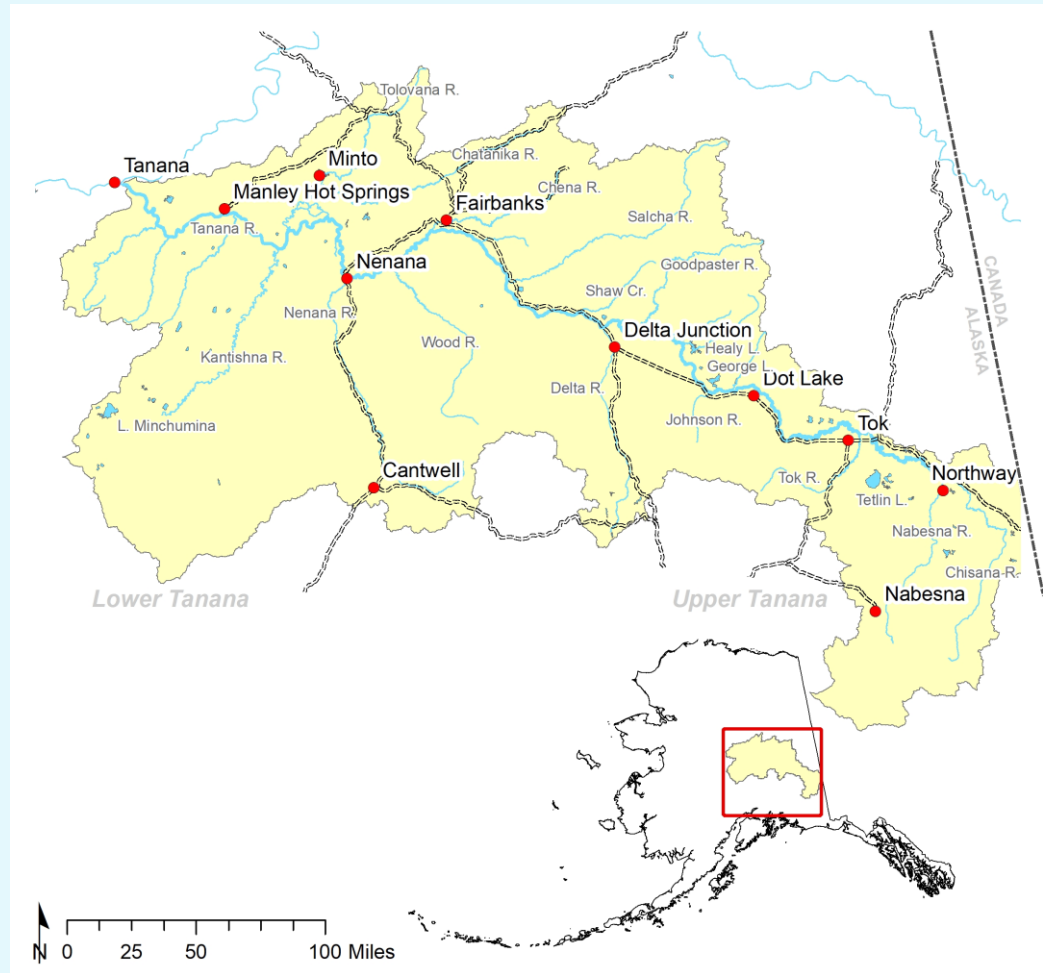 Tolovana R.
Chatanika R.
Minto
Tanana
Chena R.
Manley Hot Springs
Fairbanks
Salcha R.
Tanana R.
Nenana
Goodpaster R.
CANADA
ALASKA
Shaw Cr.
Nenana R.
Delta Junction
Wood R.
Healy L.
Kantishna R.
George L.
Dot Lake
Delta R.
Johnson R.
L. Minchumina
Tok
Cantwell
Tok R.
Northway
Tetlin L.
Nabesna R.
Chisana R.
Lower Tanana
Upper Tanana
Nabesna
N
0 25 50 100 Miles